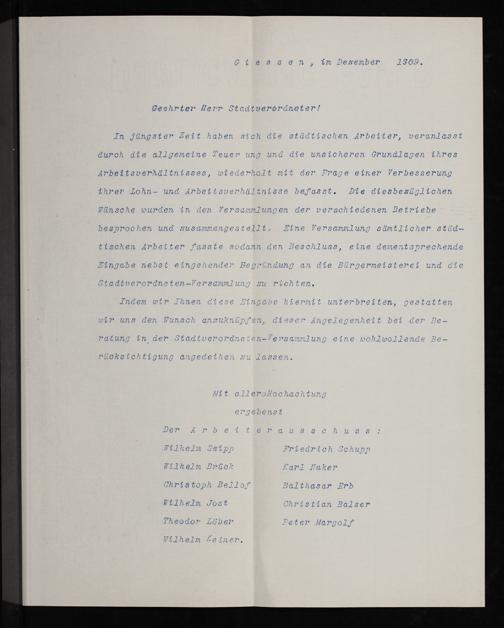 G i e s s e n , im Dezember 1909.
Geehrter Herr Stadtverordneter!
In jüngster Zeit haben sich die städtischen Arbeiter, veranlasst
durch die allgemeine Teuer ung und die unsicheren Grundlagen ihres
Arbeitsverhältnisses, wiederholt mit der Frage einer Verbesserung
ihrer Lohn- und Arbeitsverhältnisse befasst. Die diesbezüglichen
Wünsche wurden in den Versammlungen der verschiedenen Betriebe
besprochen und zusammengestellt. Eine Versammlung sämtlicher städ-
tischen Arbeiter fasste sodann den Beschluss, eine dementsprechende
Eingabe nebst eingehender Begründung an die Bürgermeisterei und die
Stadtverordneten-Versammlung zu richten.
Indem wir Ihnen diese Eingabe hiermit unterbreiten, gestatten
wir uns den Wunsch anzuknüpfen, dieser Angelegenheit bei der Be-
ratung in der Stadtverordneten-Versammlung eine wohlwollende Be-
rücksichtigung angedeihen zu lassen.
Mit aller Hochachtung
ergebenst
Der A r b e i t e r a u s s c h u s s :
Wilhelm Seipp Friedrich Schupp
Wilhelm Brück Karl
Christoph Bellof Balthasar Erb
Wilhelm Jost Christian Balser
Theodor Löber Peter Margolf
Wilhelm